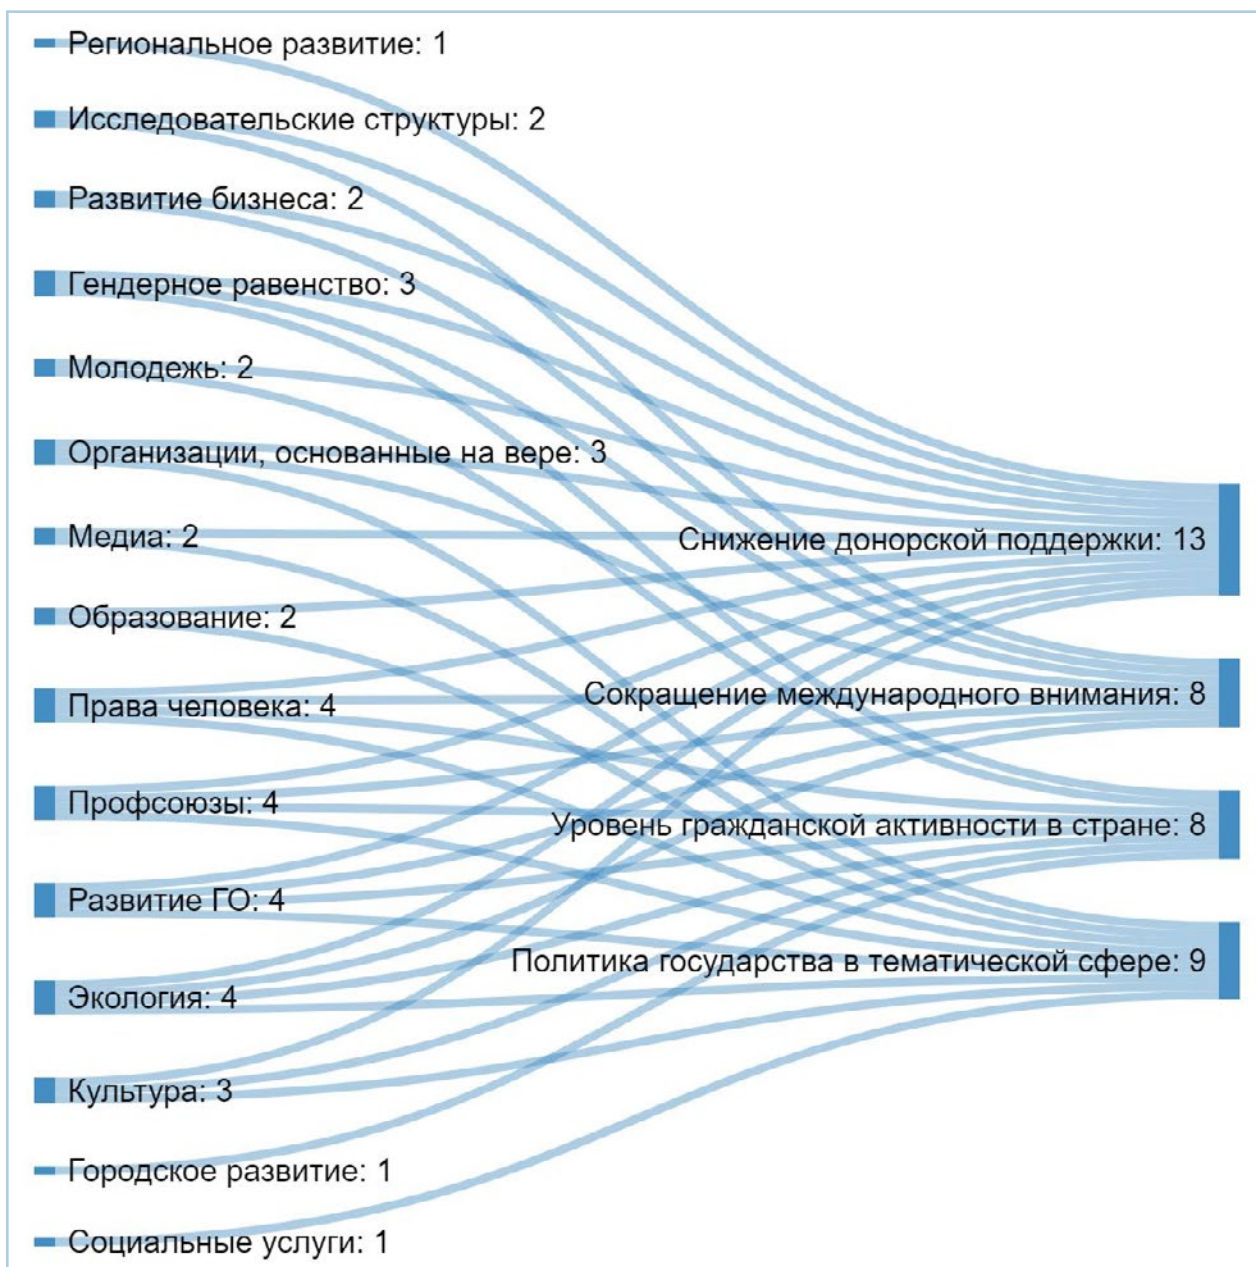 Региональное развитие: 1
Исследовательские структуры: 2
Развитие бизнеса: 2
Гендерное равенство: 3
Молодежь: 2
Организации, основанные на вере: 3
Медиа: 2
Образование: 2
Права человека: 4
Профсоюзы: 4
Развитие ГО: 4
Экология: 4
Культура: 3
Городское развитие: 1
Социальные услуги: 1
Снижение донорской поддержки: 13
Сокращение международного внимания: 8
Уровень гражданской активности в стране: 8
Политика государства в тематической сфере: 9